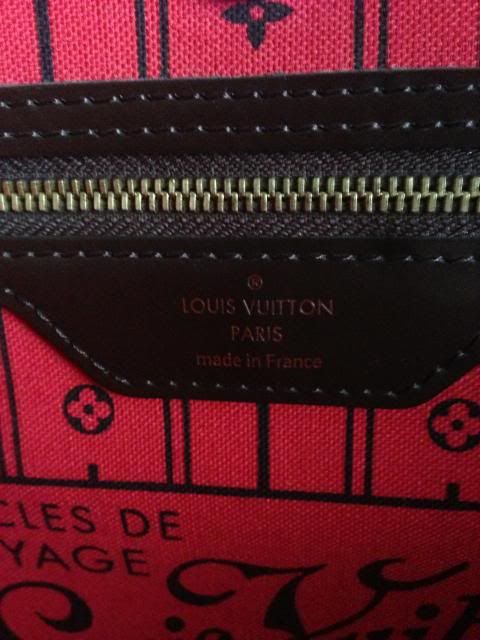 ®
LOUIS VUITTON
PARIS
made in France
CLES DE
YAGE